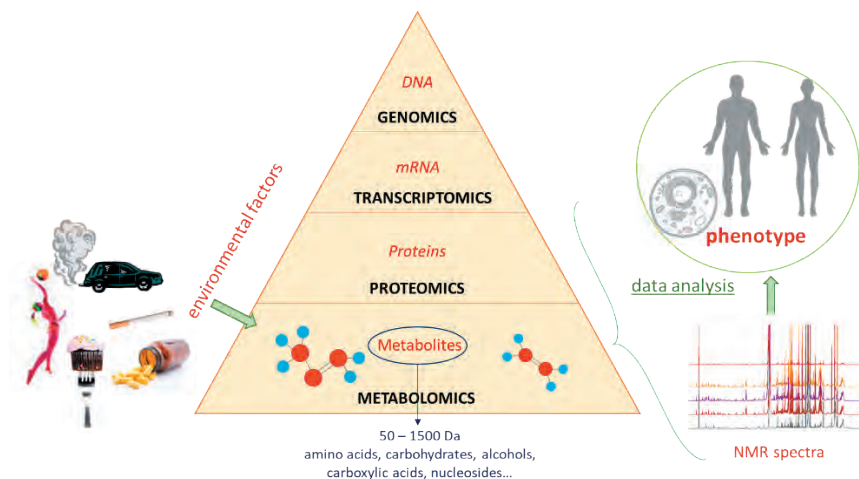 DNA
GENOMICS
mRNA
TRANSCRIPTOMICS
Proteins
PROTEOMICS
Metabolites
METABOLOMICS
50 – 1500 Da
amino acids, carbohydrates, alcohols,
carboxylic acids, nucleosides...
environmental factors
phenotype
data analysis
NMR spectra